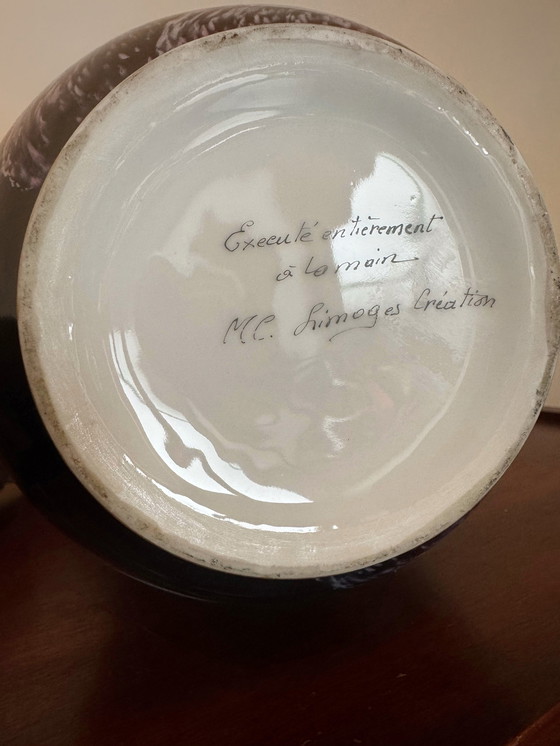 Executé entièrement
à la main
M.C. Limoges Création